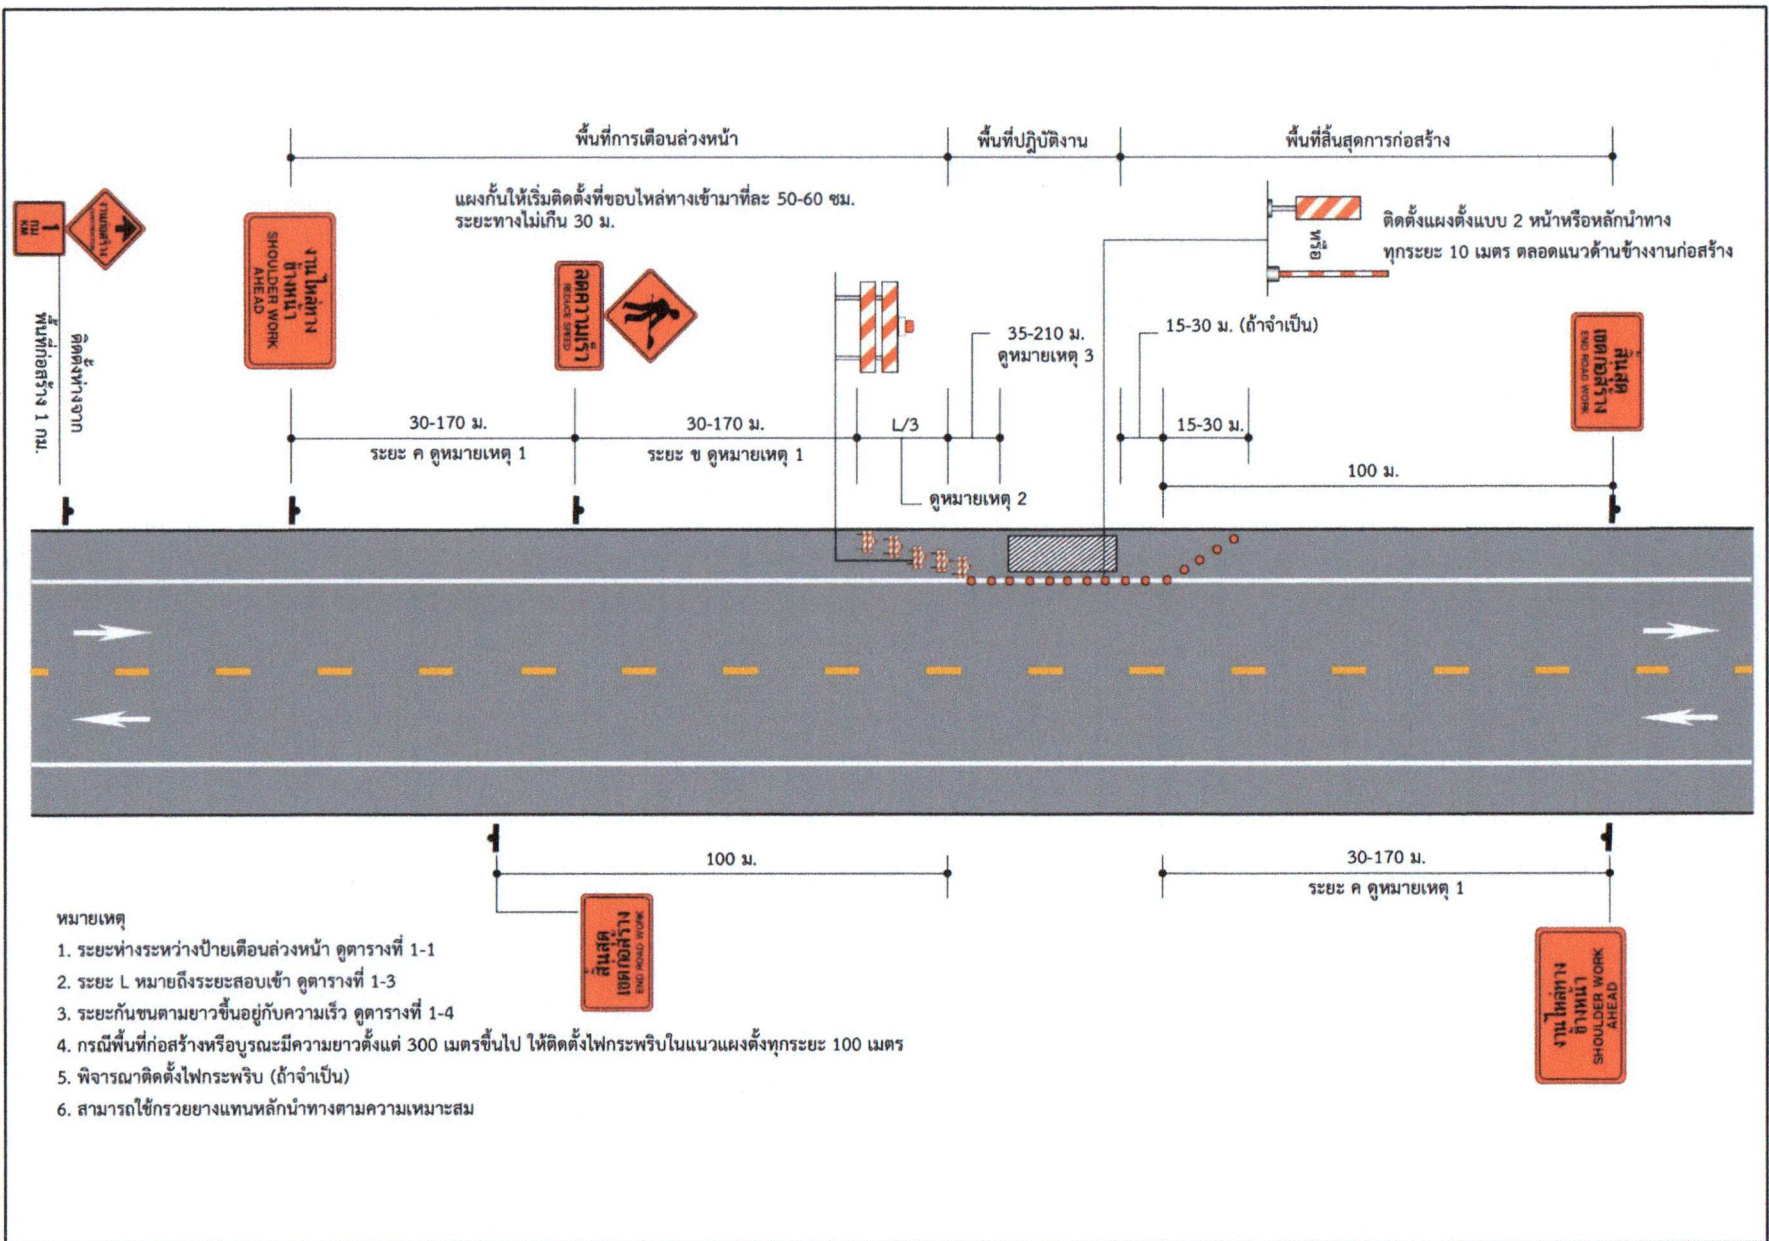 พื้นที่การเตือนล่วงหน้า
พื้นที่ปฎิบัติงาน
พื้นที่สิ้นสุดการก่อสร้าง
แผงกั้นให้เริ่มติดตั้งที่ขอบไหล่ทางเข้ามาทีละ 50-60 ซม.
ระยะทางไม่เกิน 30 ม.
ติดตั้งแผงตั้งแบบ 2 หน้าหรือหลักนำทาง
ทุกระยะ 10 เมตร ตลอดแนวด้านข้างงานก่อสร้าง
หรือ
งานก่อสร้าง
1
กม
KM
ติดตั้งห่างจาก
พื้นที่ก่อสร้าง 1 กม.
งานไหล่ทาง
ข้างหน้า
SHOULDER WORK
AHEAD
ลดความเร็ว
REDUCE SPEED
35-210 ม.
ดูหมายเหตุ 3
15-30 ม. (ถ้าจำเป็น)
สิ้นสุด
เขตก่อสร้าง
END ROAD WORK
30-170 ม.
ระยะ ค ดูหมายเหตุ 1
30-170 ม.
ระยะ ข ดูหมายเหตุ 1
L/3
ดูหมายเหตุ 2
15-30 ม.
100 ม.
100 ม.
30-170 ม.
ระยะ ค ดูหมายเหตุ 1
สิ้นสุด
เขตก่อสร้าง
END ROAD WORK
งานไหล่ทาง
ข้างหน้า
SHOULDER WORK
AHEAD
หมายเหตุ
1. ระยะห่างระหว่างป้ายเตือนล่วงหน้า ดูตารางที่ 1-1
2. ระยะ L หมายถึงระยะสอบเข้า ดูตารางที่ 1-3
3. ระยะกันชนตามยาวขึ้นอยู่กับความเร็ว ดูตารางที่ 1-4
4. กรณีพื้นที่ก่อสร้างหรือบูรณะมีความยาวตั้งแต่ 300 เมตรขึ้นไป ให้ติดตั้งไฟกระพริบในแนวแผงตั้งทุกระยะ 100 เมตร
5. พิจารณาติดตั้งไฟกระพริบ (ถ้าจำเป็น)
6. สามารถใช้กรวยยางแทนหลักนำทางตามความเหมาะสม